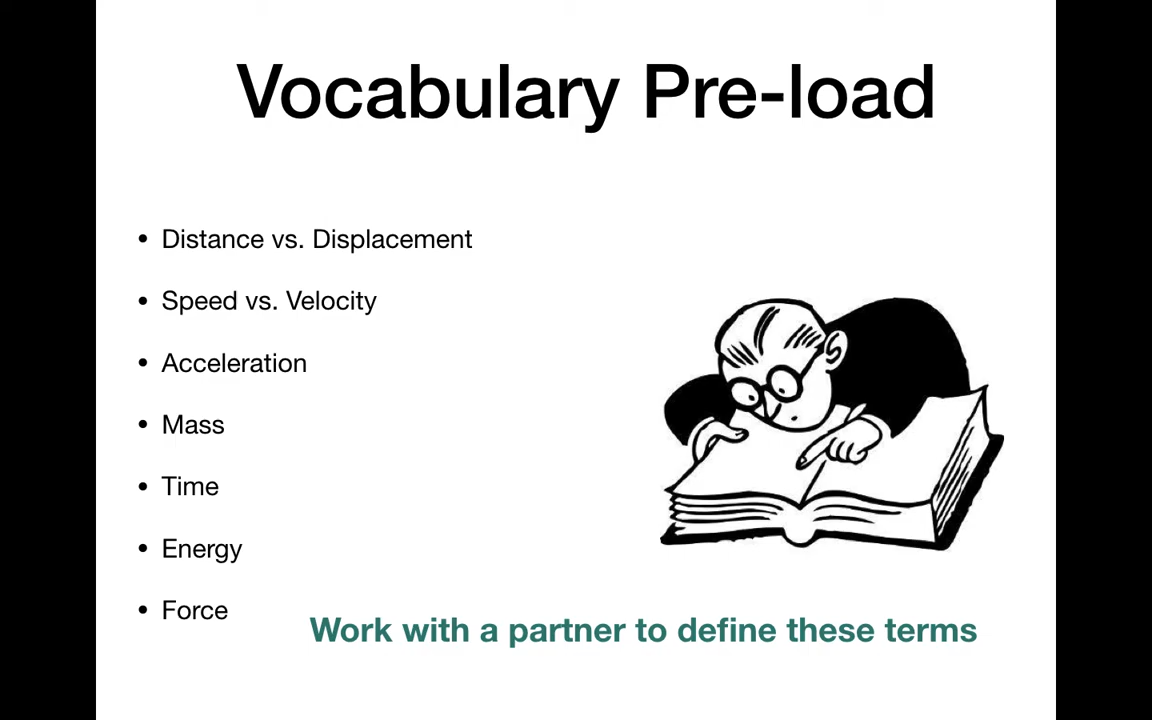 Vocabulary Pre-load
• Distance vs. Displacement
• Speed vs. Velocity
• Acceleration
• Mass
• Time
• Energy
• Force
Work with a partner to define these terms